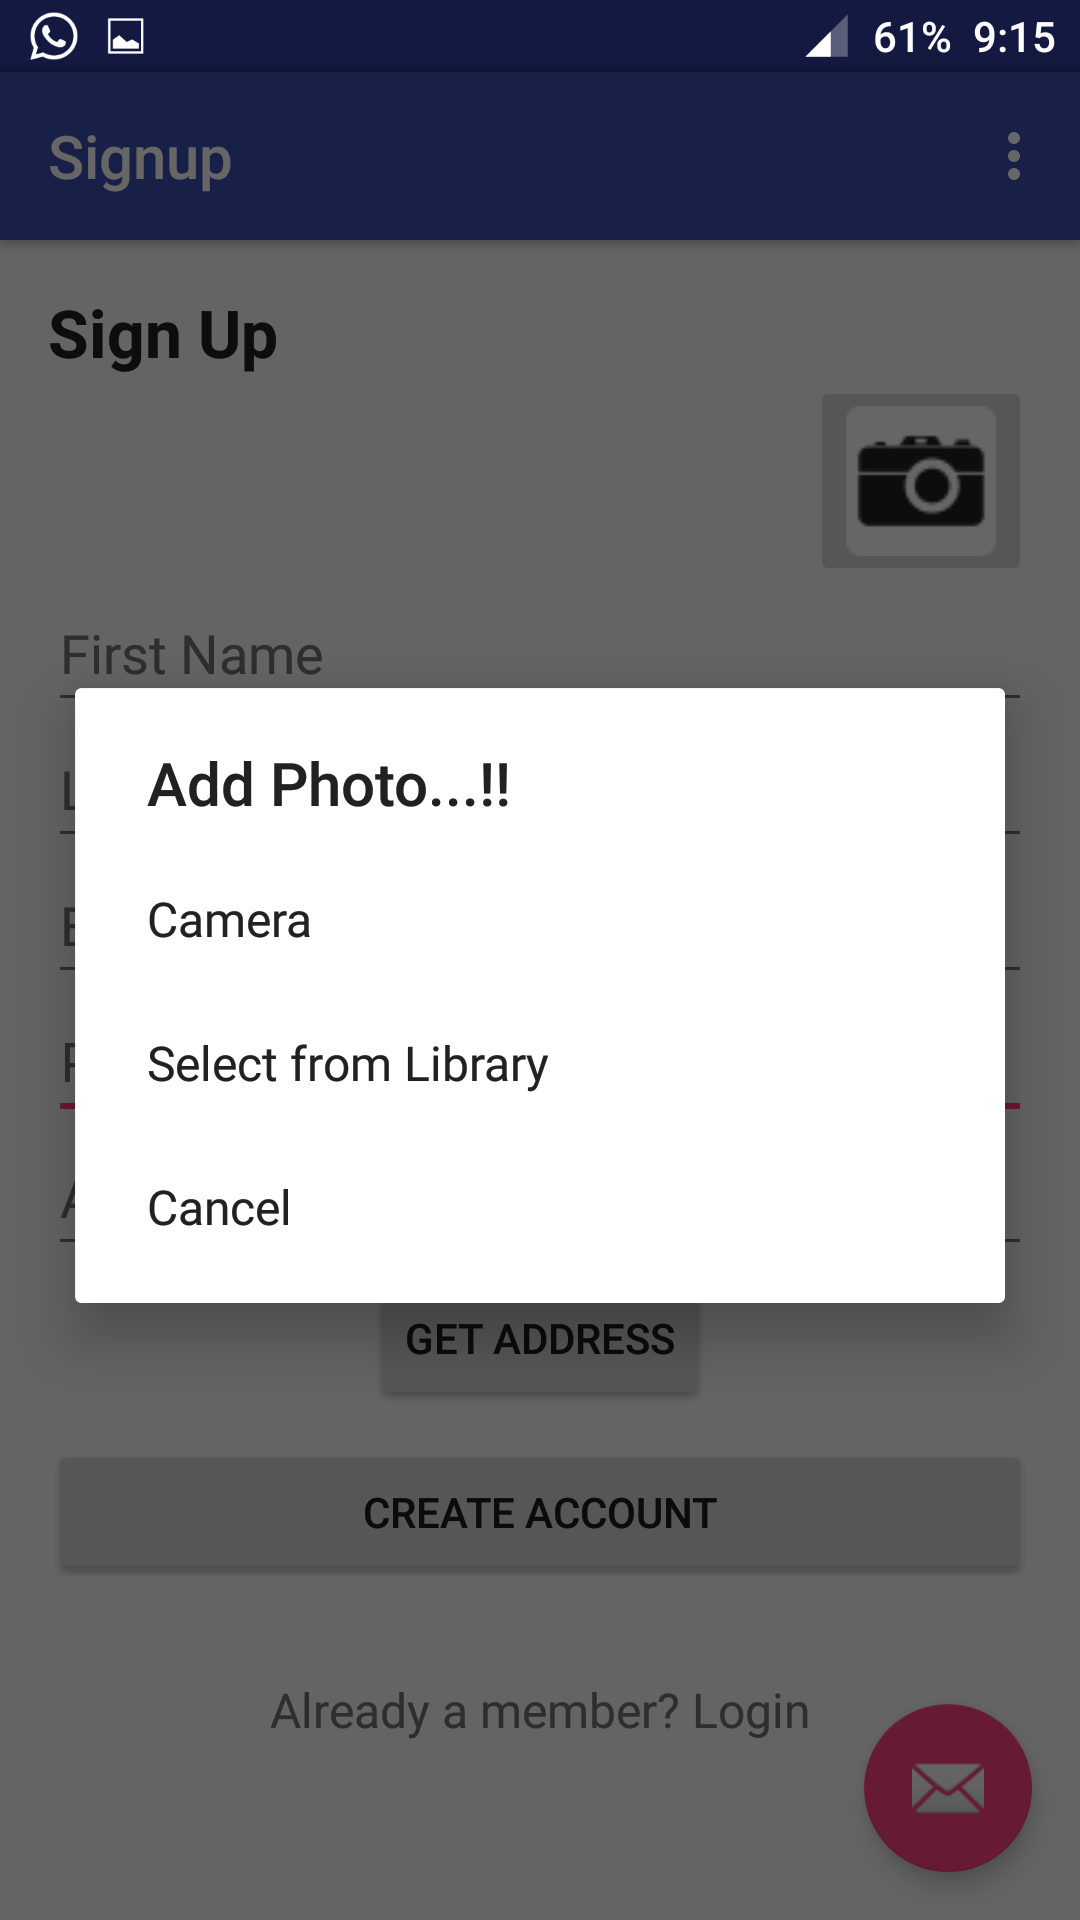 61% 9:15
Signup
Sign Up
First Name
Add Photo...!!
Camera
Select from Library
Cancel
GET ADDRESS
CREATE ACCOUNT
Already a member? Login